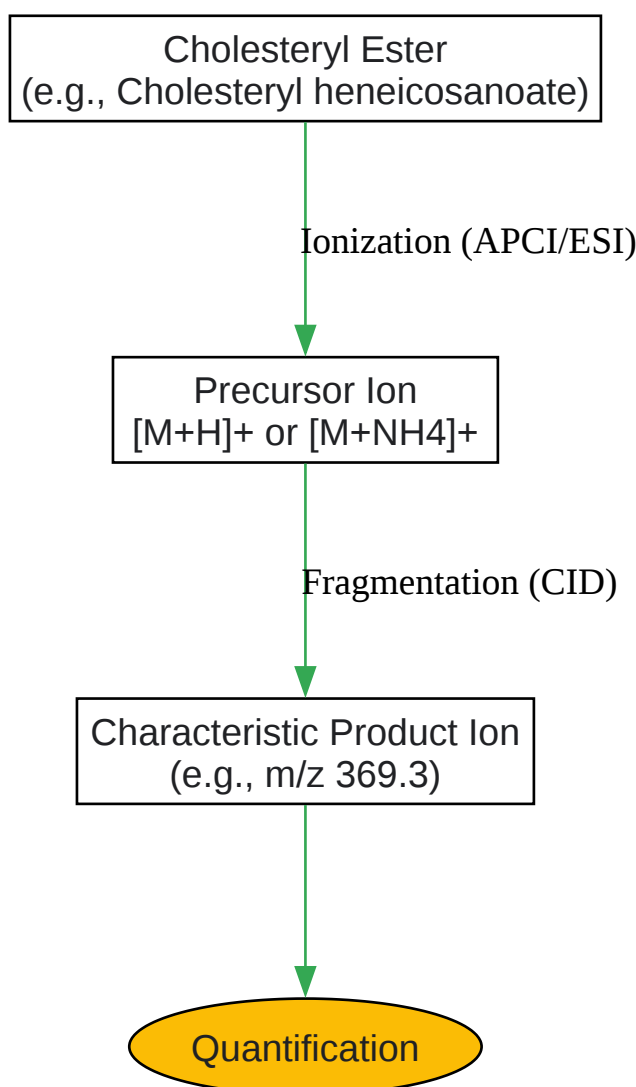 Cholesteryl Ester
(e.g., Cholesteryl heneicosanoate)
Ionization (APCI/ESI)
Precursor Ion
[M+H]+ or [M+NH4]+
Fragmentation (CID)
Characteristic Product Ion
(e.g., m/z 369.3)
Quantification